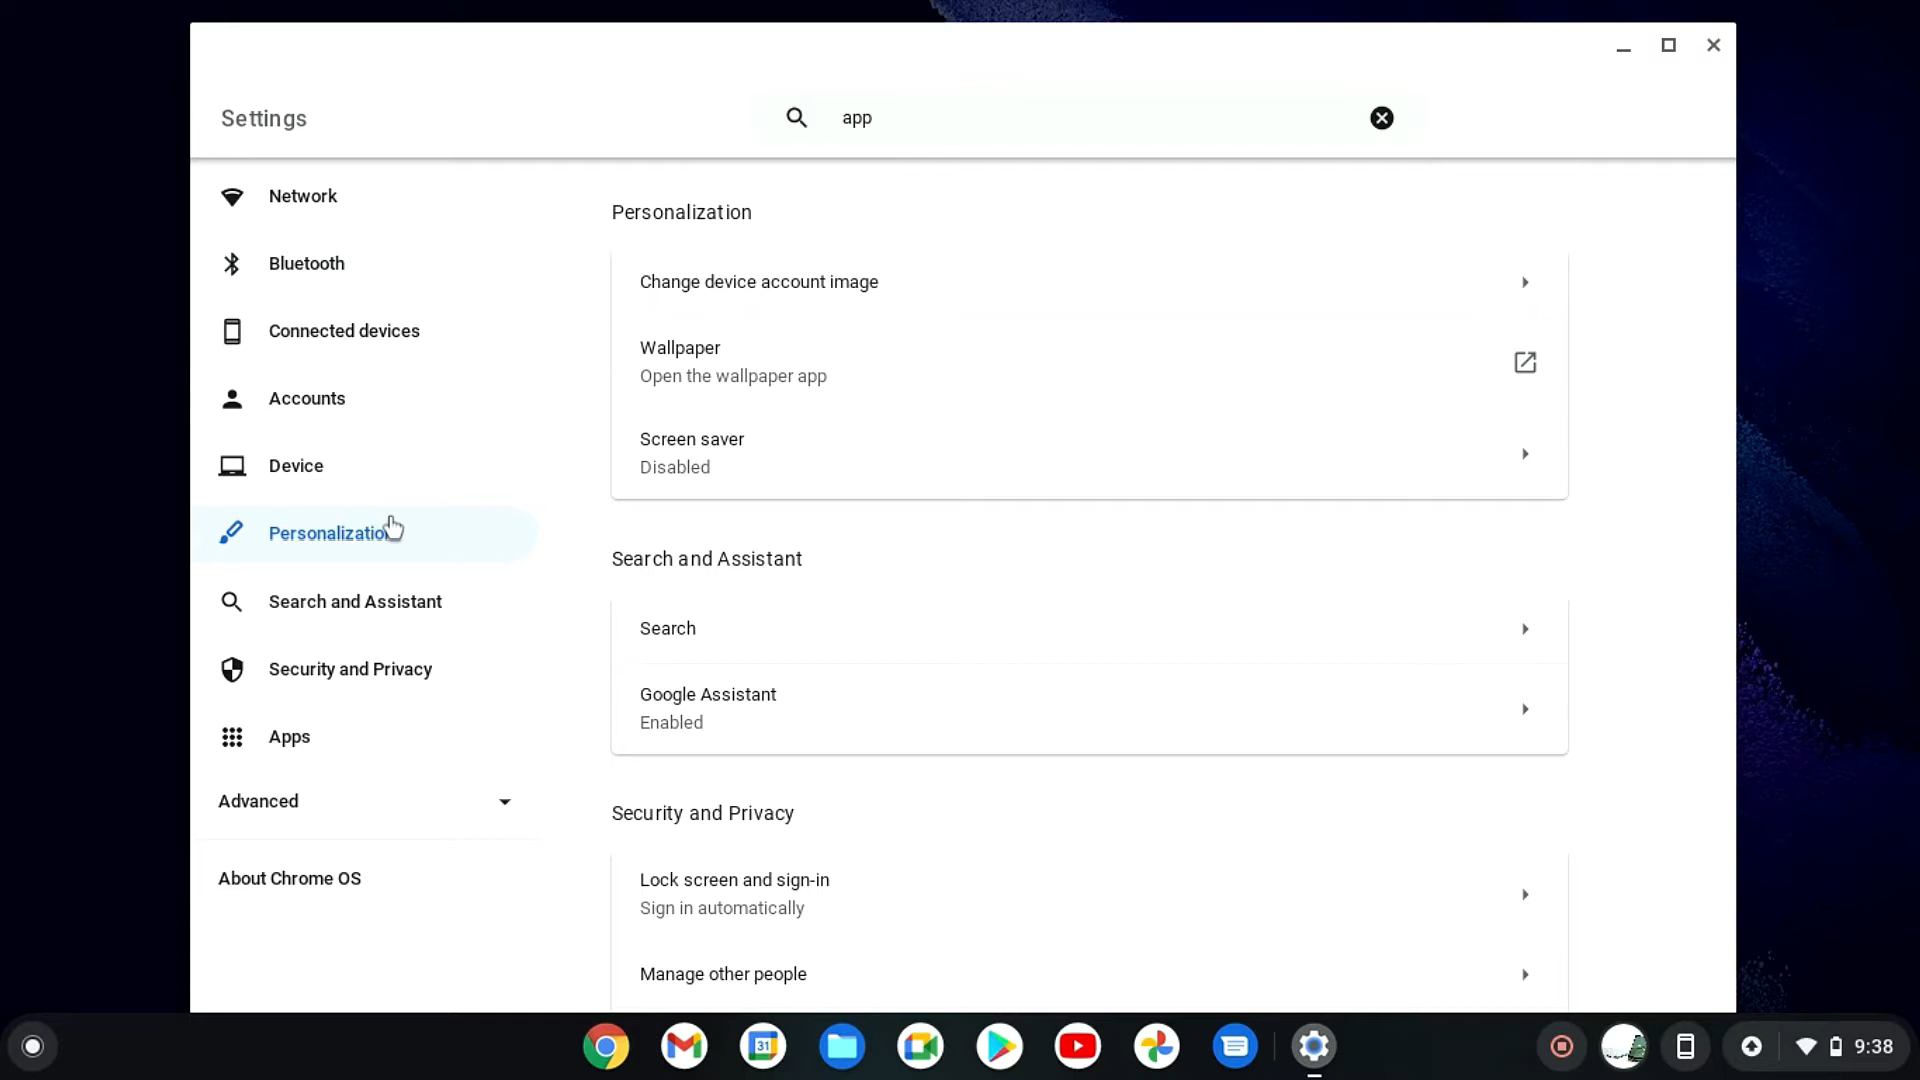 Settings
app
Network
Bluetooth
Connected devices
Accounts
Device
Personalization
Search and Assistant
Security and Privacy
Apps
Advanced
About Chrome OS
Personalization
Change device account image
Wallpaper
Open the wallpaper app
Screen saver
Disabled
Search and Assistant
Search
Google Assistant
Enabled
Security and Privacy
Lock screen and sign-in
Sign in automatically
Manage other people
31
9:38